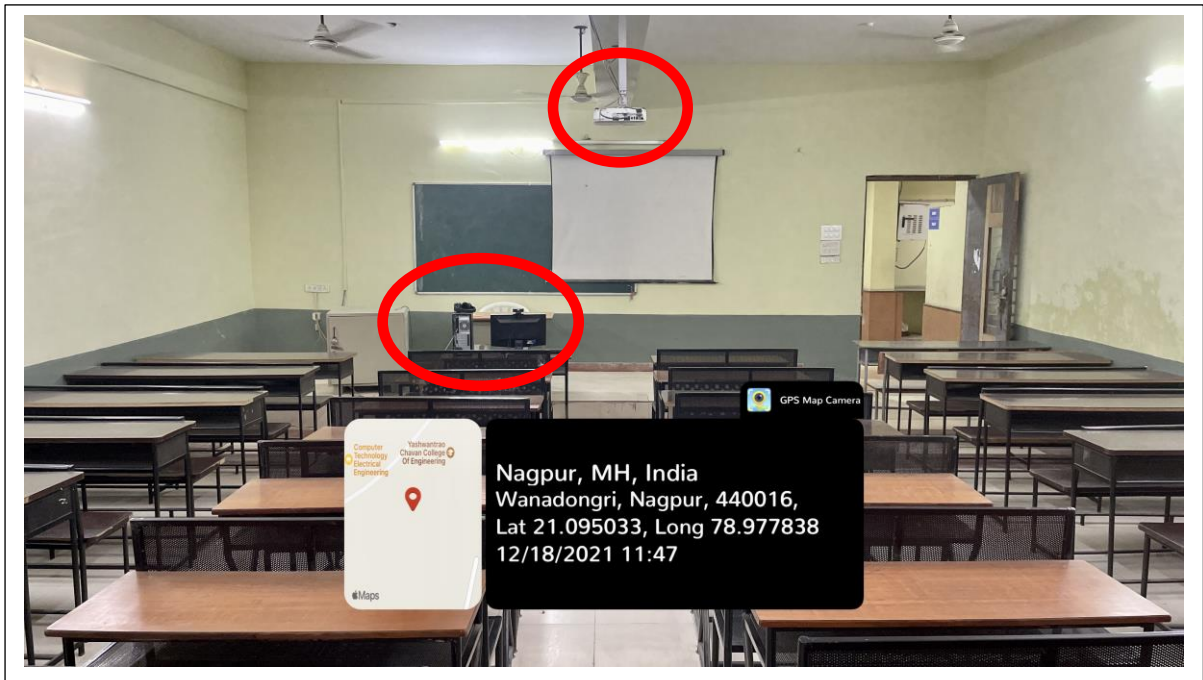 GPS Map Camera
Computer
Technology
Electrical
Engineering
Yashwantrao
Chavan College
Of Engineering
Maps
Nagpur, MH, India
Wanadongri, Nagpur, 440016,
Lat 21.095033, Long 78.977838
12/18/2021 11:47